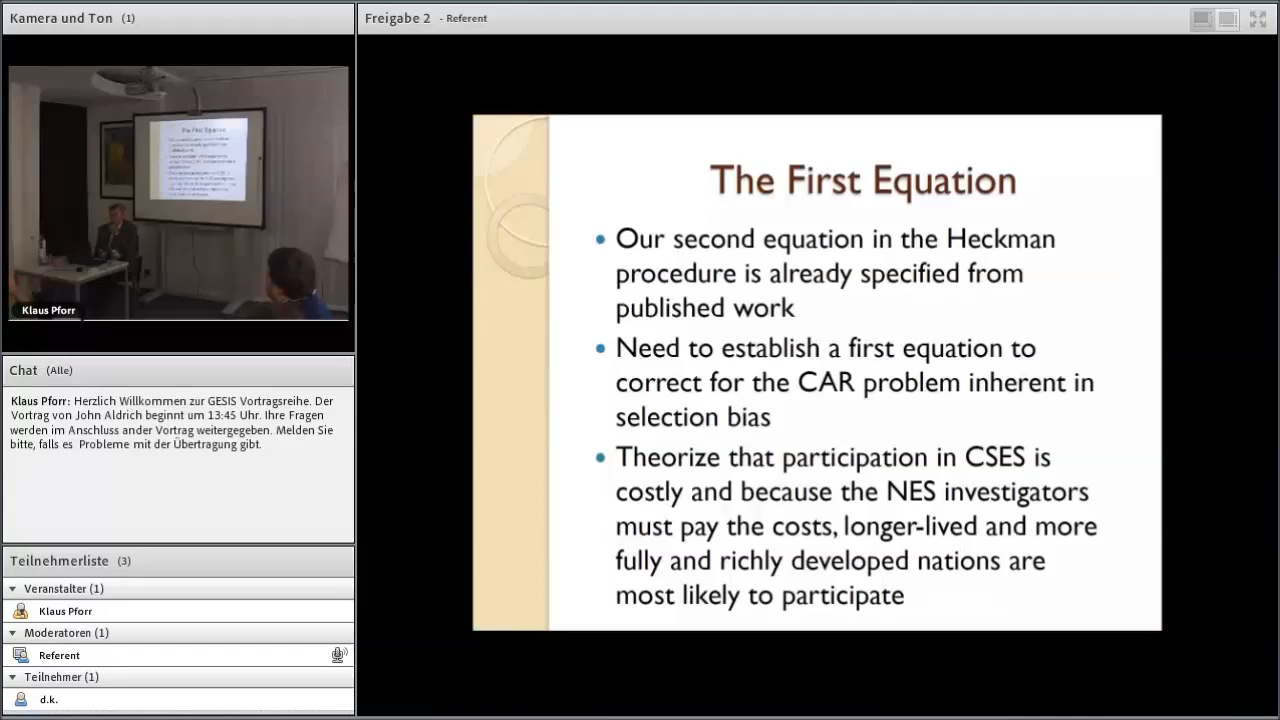 Kamera und Ton (1)
Klaus Pforr
Chat (Alle)
Klaus Pforr: Herzlich Willkommen zur GESIS Vortragsreihe. Der
Vortrag von John Aldrich beginnt um 13:45 Uhr. Ihre Fragen
werden im Anschluss ander Vortrag weitergegeben. Melden Sie
bitte, falls es Probleme mit der Übertragung gibt.
Teilnehmerliste (3)
Veranstalter (1)
Klaus Pforr
Moderatoren (1)
Referent
Teilnehmer (1)
d.k.
Freigabe 2 - Referent
The First Equation
• Our second equation in the Heckman
procedure is already specified from
published work
• Need to establish a first equation to
correct for the CAR problem inherent in
selection bias
• Theorize that participation in CSES is
costly and because the NES investigators
must pay the costs, longer-lived and more
fully and richly developed nations are
most likely to participate